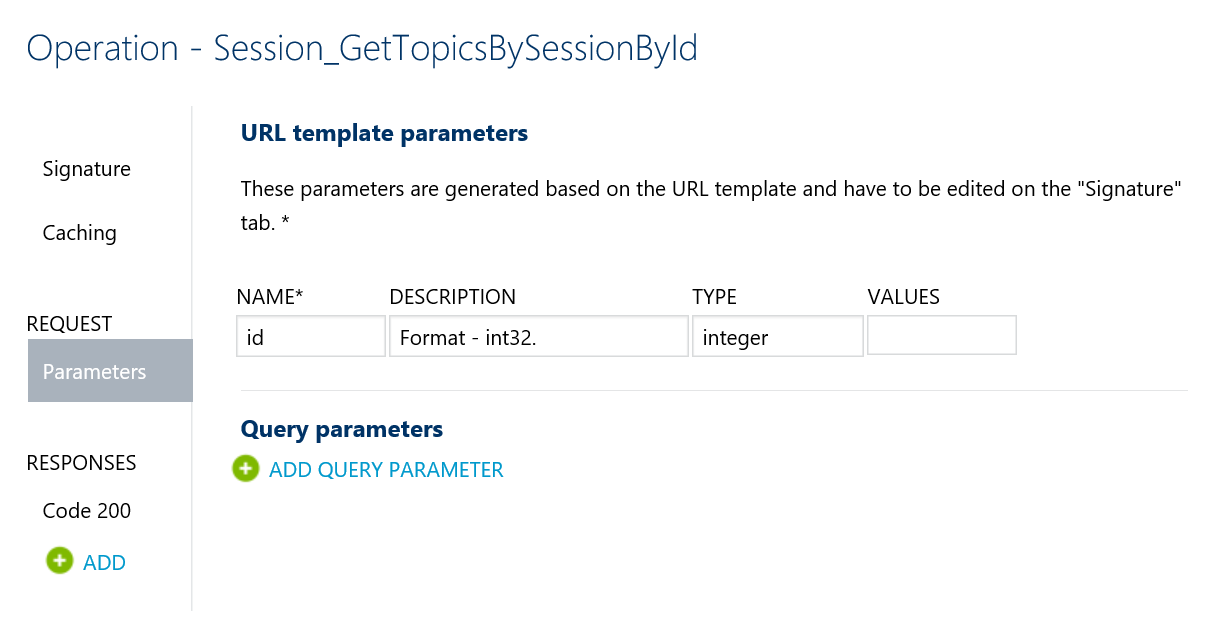 Operation - Session_GetTopicsBySessionById
Signature
Caching
REQUEST
Parameters
RESPONSES
Code 200
ADD
URL template parameters
These parameters are generated based on the URL template and have to be edited on the "Signature"
tab. *
NAME* DESCRIPTION TYPE VALUES
id Format - int32. integer
Query parameters
ADD QUERY PARAMETER